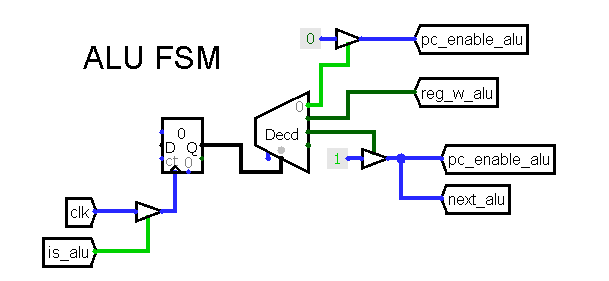 0
pc_enable_alu
ALU FSM
reg_w_alu
0
Decd
0
D Q
ct 0
1
pc_enable_alu
next_alu
clk
is_alu